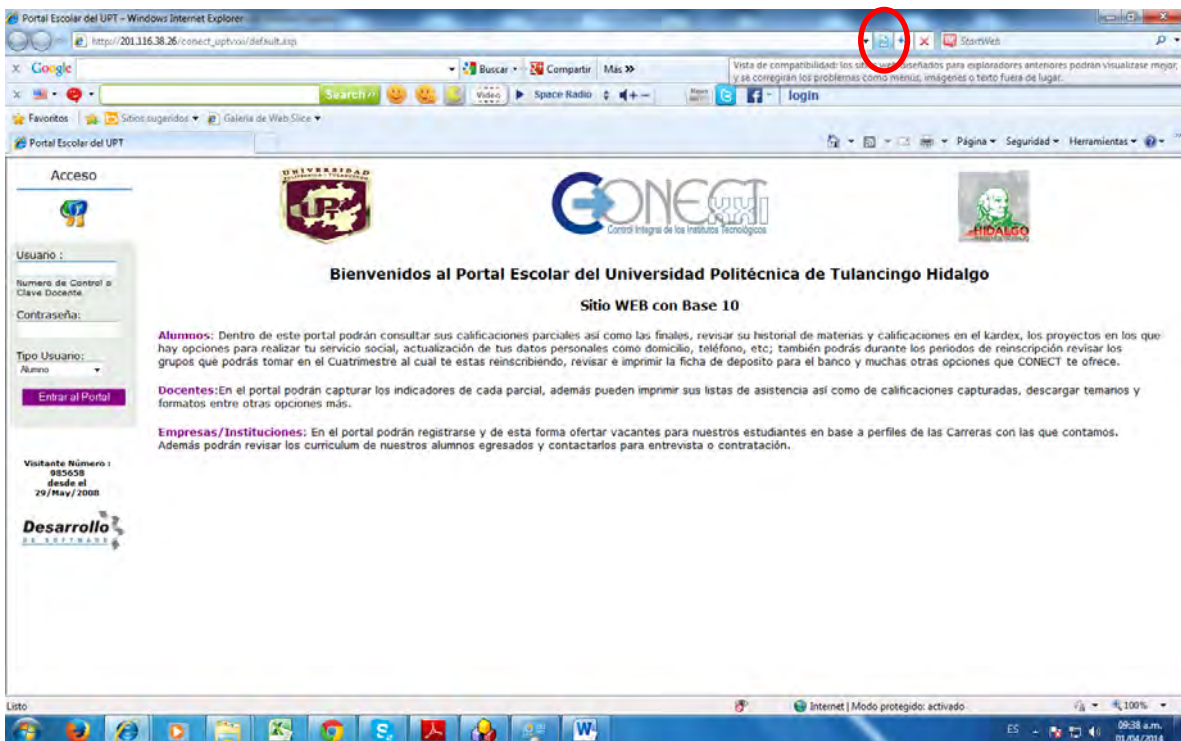 Portal Escolar del UPT - Windows Internet Explorer
http://201.116.38.26/conect_uptvxxi/default.asp
StartWeb
x Google
Buscar
Compartir
Más »
Vista de compatibilidad: los sitios web diseñados para exploradores anteriores podrán visualizarse mejor,
y se corregirán los problemas como menús, imágenes o texto fuera de lugar.
x
Search
Video
Space Radio
login
Favoritos
Sitios sugeridos
Galería de Web Slice
Portal Escolar del UPT
Página
Seguridad
Herramientas
Acceso
UNIVERSIDAD
UPT
CONECT
xxi
Control Integral de los Institutos Tecnológicos
HIDALGO
Usuario :
Numero de Control o
Clave Docente
Contraseña:
Tipo Usuario:
Alumno
Entrar al Portal
Visitante Número :
985658
desde el
29/May/2008
Desarrollo
DE SOFTWARE
Bienvenidos al Portal Escolar del Universidad Politécnica de Tulancingo Hidalgo
Sitio WEB con Base 10
Alumnos: Dentro de este portal podrán consultar sus calificaciones parciales así como las finales, revisar su historial de materias y calificaciones en el kardex, los proyectos en los que
hay opciones para realizar tu servicio social, actualización de tus datos personales como domicilio, teléfono, etc; también podrás durante los periodos de reinscripción revisar los
grupos que podrás tomar en el Cuatrimestre al cual te estas reinscribiendo, revisar e imprimir la ficha de deposito para el banco y muchas otras opciones que CONECT te ofrece.
Docentes:En el portal podrán capturar los indicadores de cada parcial, además pueden imprimir sus listas de asistencia así como de calificaciones capturadas, descargar temarios y
formatos entre otras opciones más.
Empresas/Instituciones: En el portal podrán registrarse y de esta forma ofertar vacantes para nuestros estudiantes en base a perfiles de las Carreras con las que contamos.
Además podrán revisar los curriculum de nuestros alumnos egresados y contactarlos para entrevista o contratación.
Listo
Internet | Modo protegido: activado
100%
ES
09:38 a.m.
01/04/2014